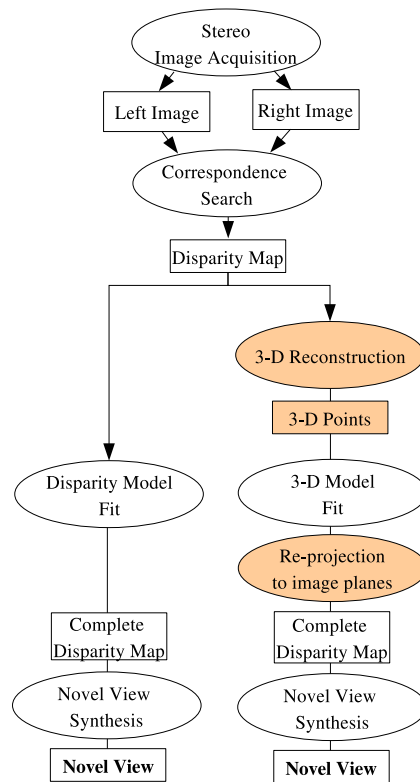 Stereo
Image Acquisition
Left Image
Right Image
Correspondence
Search
Disparity Map
3-D Reconstruction
3-D Points
Disparity Model
Fit
3-D Model
Fit
Re-projection
to image planes
Complete
Disparity Map
Complete
Disparity Map
Novel View
Synthesis
Novel View
Synthesis
Novel View
Novel View